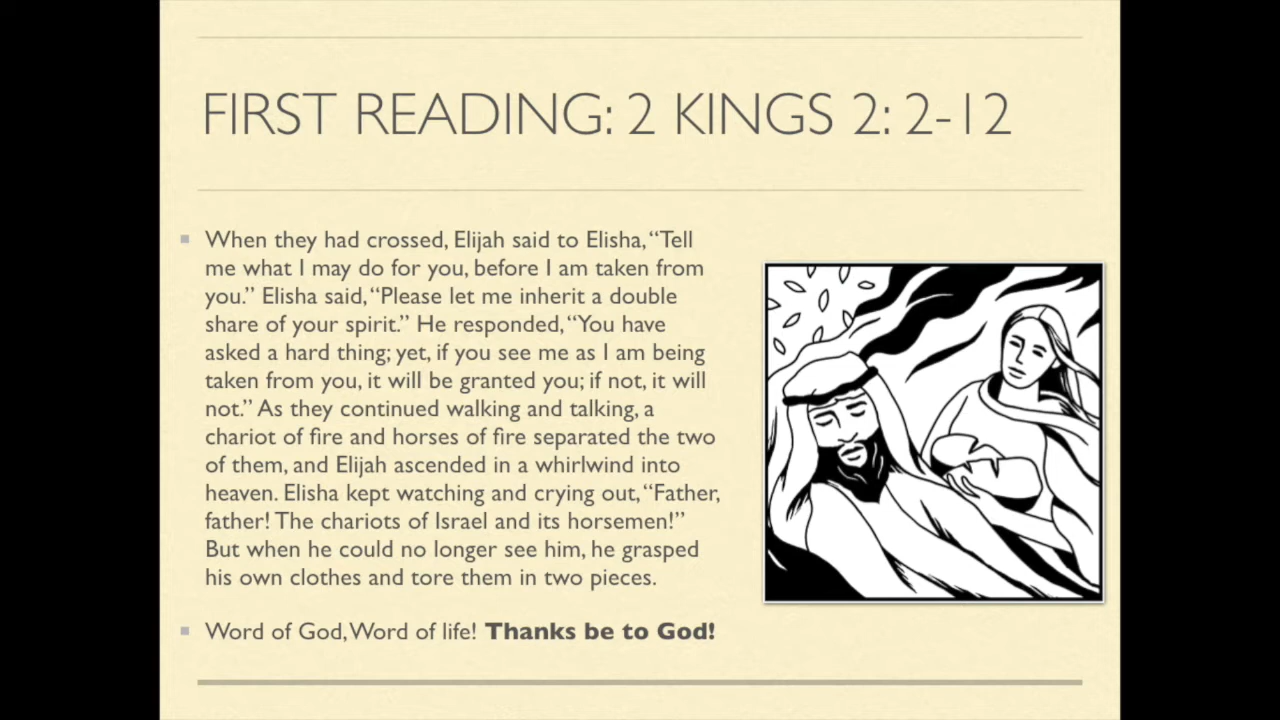 FIRST READING: 2 KINGS 2: 2-12
When they had crossed, Elijah said to Elisha, “Tell
me what I may do for you, before I am taken from
you.” Elisha said, “Please let me inherit a double
share of your spirit.” He responded, “You have
asked a hard thing; yet, if you see me as I am being
taken from you, it will be granted you; if not, it will
not.” As they continued walking and talking, a
chariot of fire and horses of fire separated the two
of them, and Elijah ascended in a whirlwind into
heaven. Elisha kept watching and crying out, “Father,
father! The chariots of Israel and its horsemen!”
But when he could no longer see him, he grasped
his own clothes and tore them in two pieces.
Word of God, Word of life! Thanks be to God!